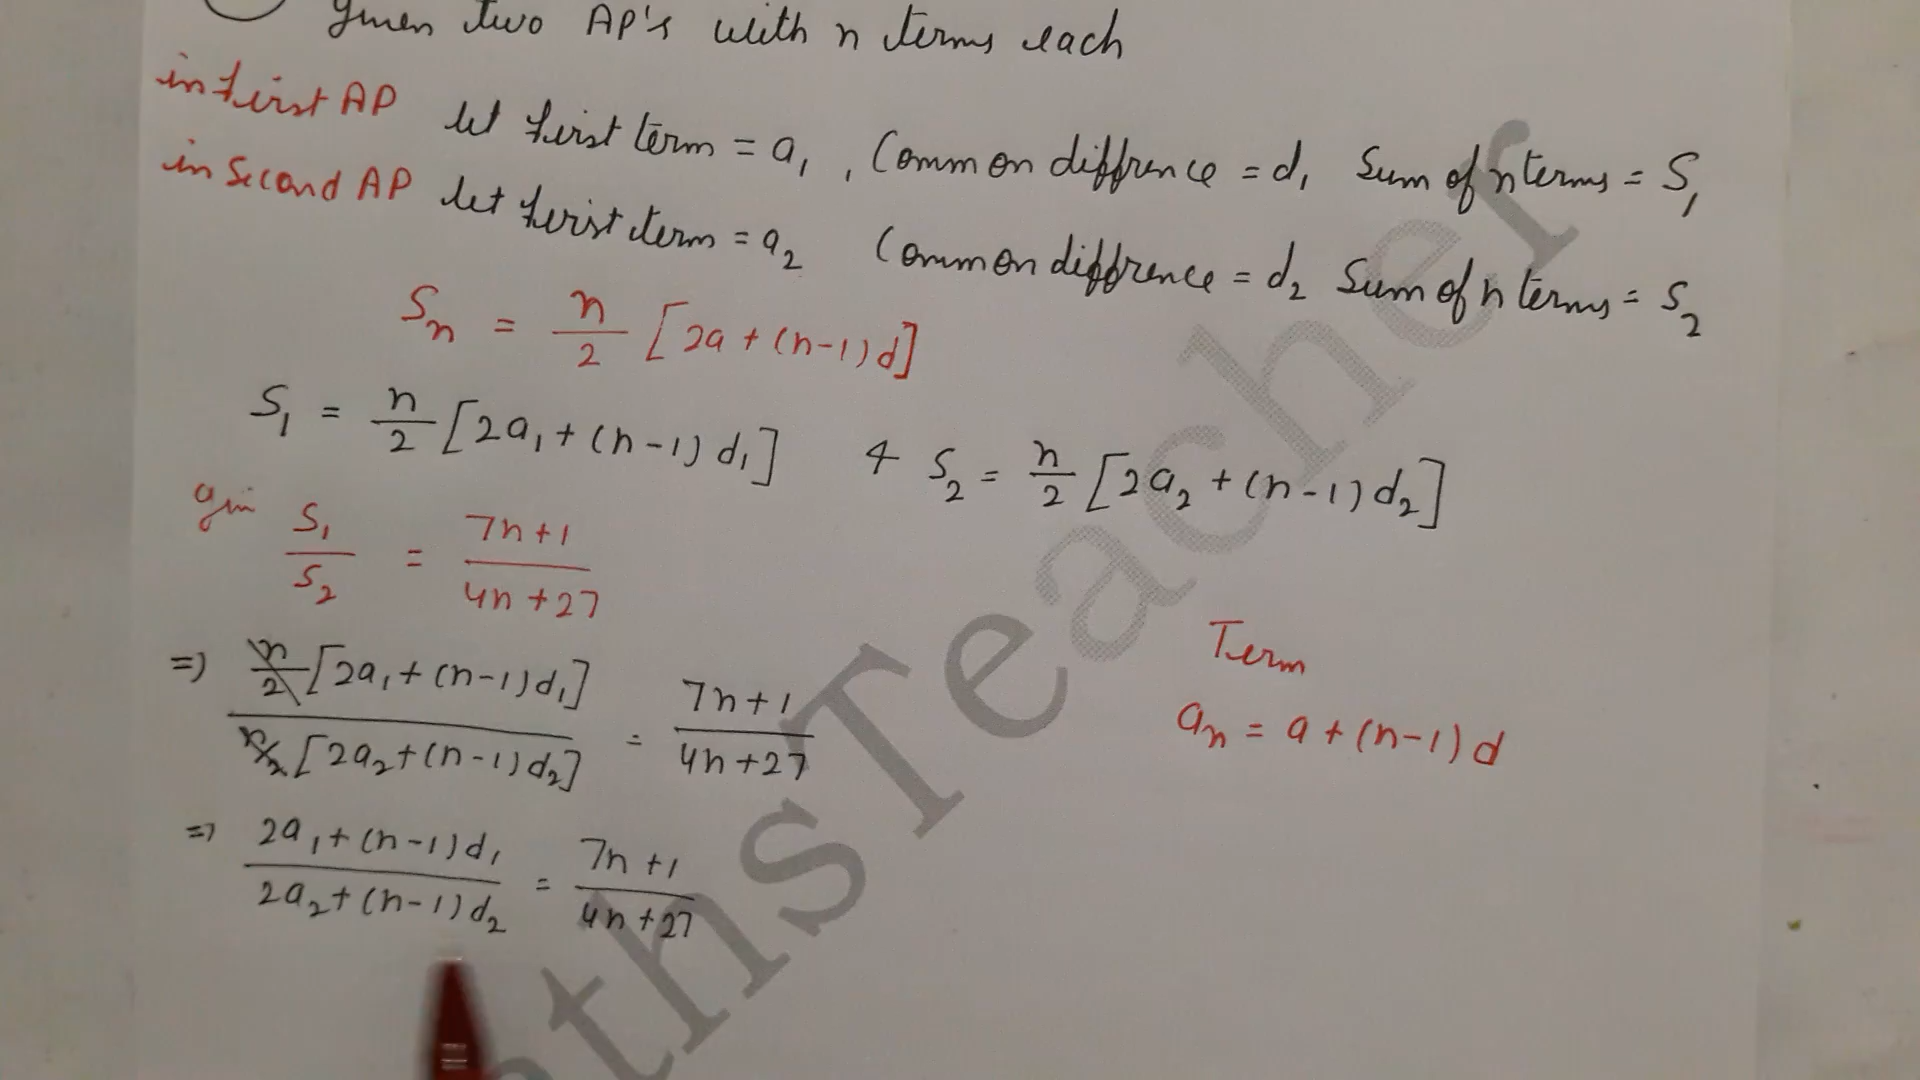 Given two AP's with n terms each
in first AP let first term = a₁, Common diffrence = d₁ Sum of n terms = S₁
in Second AP let first term = a₂ Common diffrence = d₂ Sum of n terms = S₂
Sₙ = n/2 [2a + (n-1)d]
S₁ = n/2 [2a₁ + (n-1)d₁] & S₂ = n/2 [2a₂ + (n-1)d₂]
S₁/S₂ = 7n+1/4n+27
=> n/2 [2a₁ + (n-1)d₁] / n/2 [2a₂ + (n-1)d₂] = 7n+1/4n+27
Term
aₙ = a + (n-1)d
=> 2a₁ + (n-1)d₁ / 2a₂ + (n-1)d₂ = 7n+1/4n+27
thsTeacher